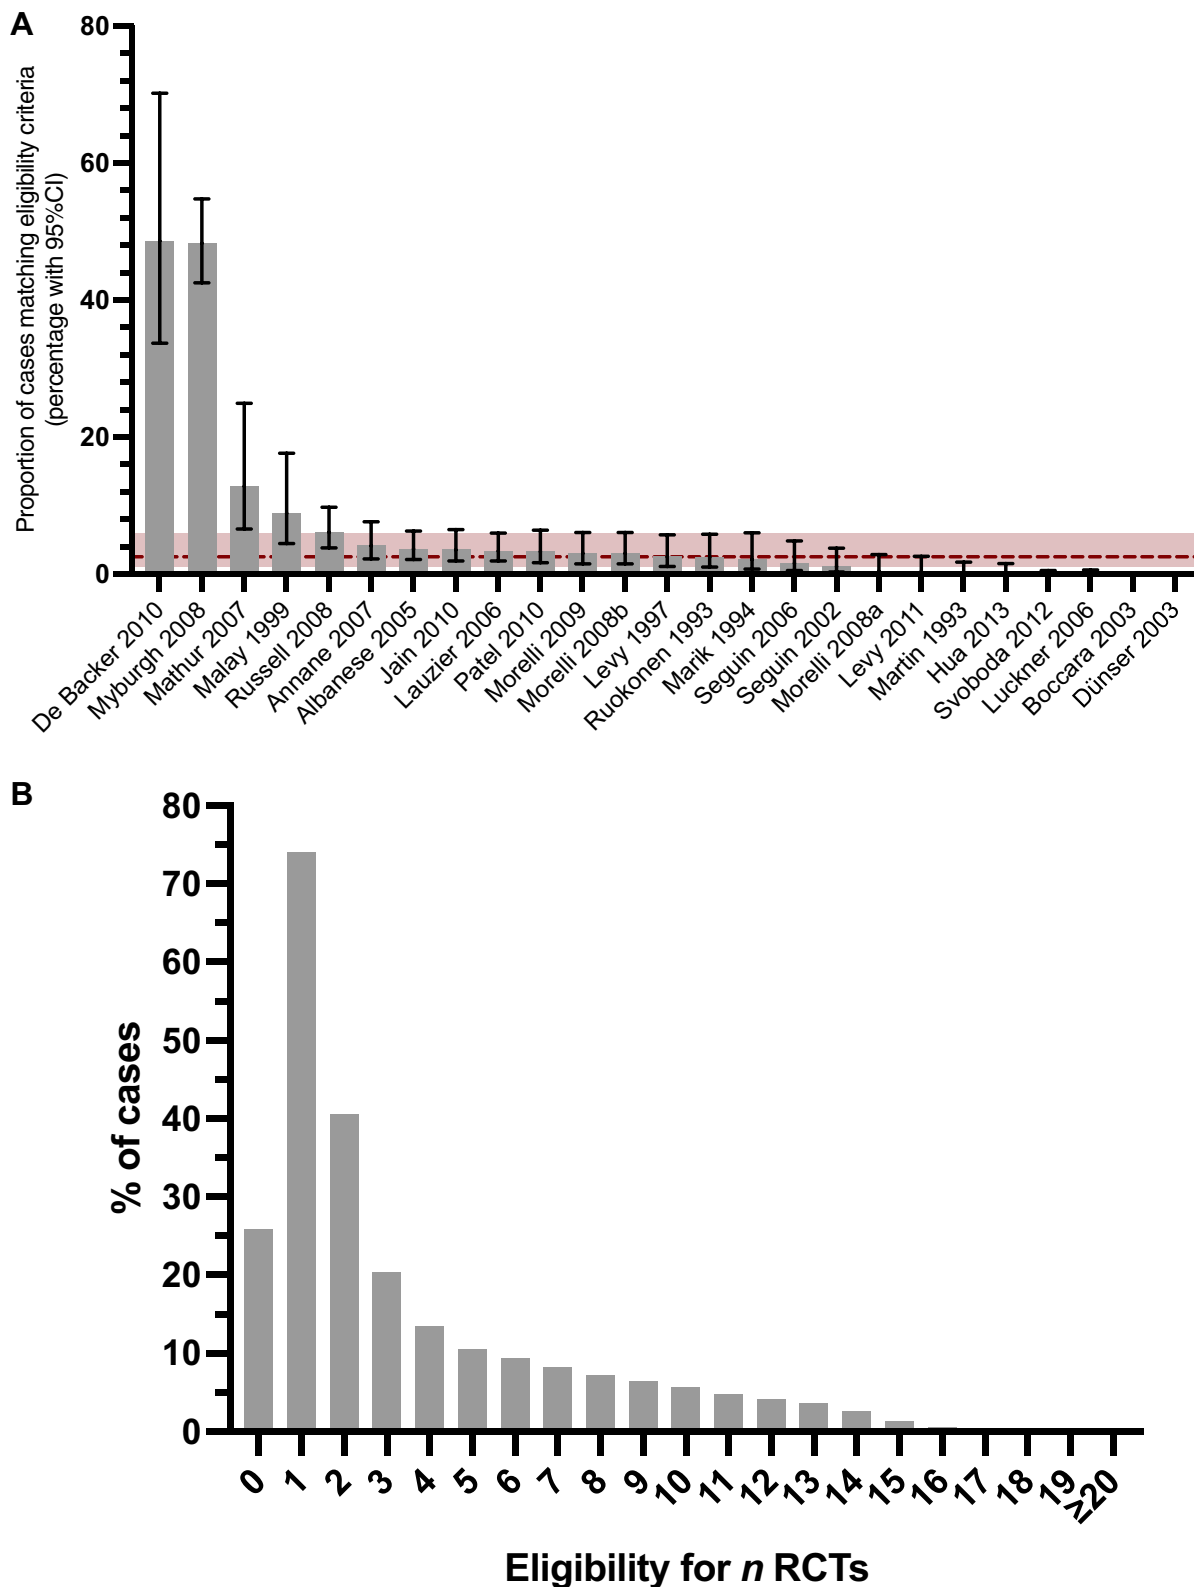 A
Proportion of cases matching eligibility criteria
(percentage with 95%CI)
80
60
40
20
0
De Backer 2010
Myburgh 2008
Mathur 2007
Malay 1999
Russell 2008
Annane 2007
Albanese 2005
Jain 2010
Lauzier 2006
Patel 2010
Morelli 2009
Morelli 2008b
Levy 1997
Ruokonen 1993
Marik 1994
Seguin 2006
Seguin 2002
Morelli 2008a
Levy 2011
Martin 1993
Hua 2013
Svoboda 2012
Luckner 2006
Boccara 2003
Dünser 2003
B
% of cases
80
70
60
50
40
30
20
10
0
0
1
2
3
4
5
6
7
8
9
10
11
12
13
14
15
16
17
18
19
≥20
Eligibility for n RCTs